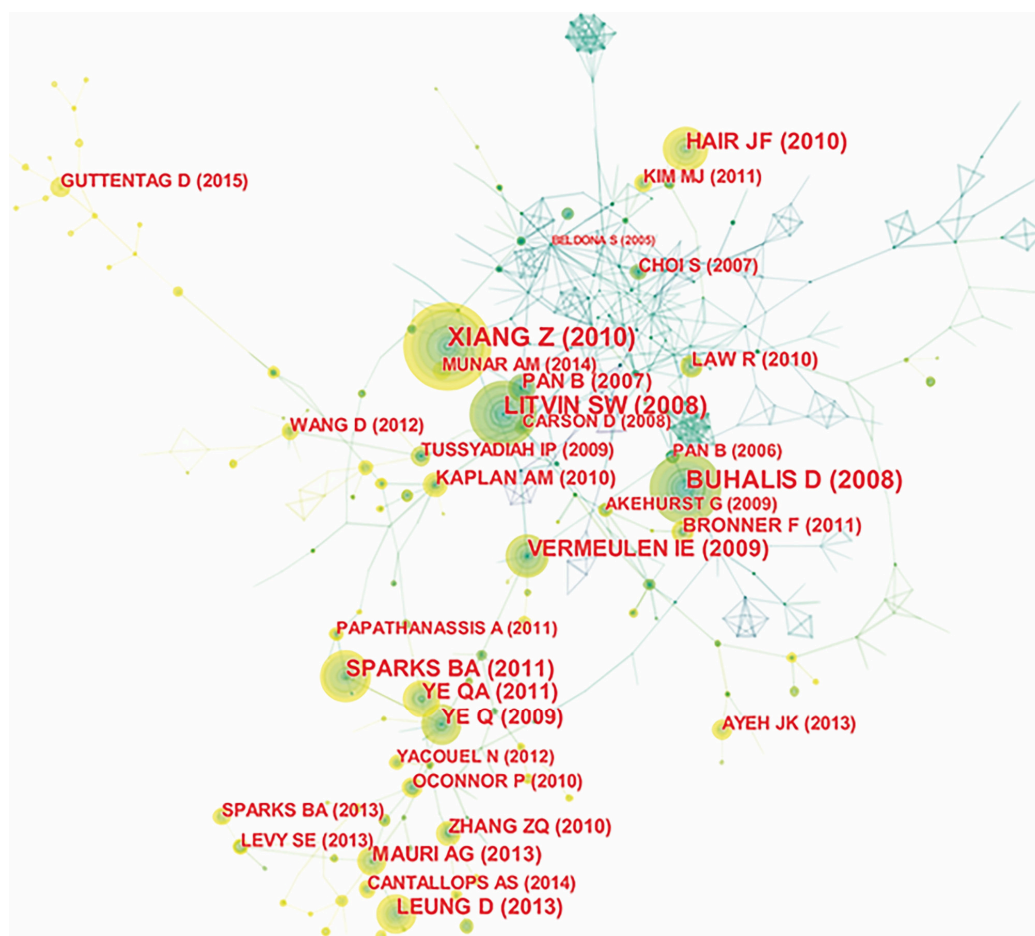 HAIR JF (2010)
KIM MJ (2011)
GUTTENTAG D (2015)
BELDONA S (2005)
CHOI S (2007)
XIANG Z (2010)
MUNAR AM (2014)
LAW R (2010)
PAN B (2007)
LITVIN SW (2008)
CARSON D (2008)
WANG D (2012)
TUSSYADIAH IP (2009)
PAN B (2006)
KAPLAN AM (2010)
BUHALIS D (2008)
AKEHURST G (2009)
BRONNER F (2011)
VERMEULEN IE (2009)
PAPATHANASSIS A (2011)
SPARKS BA (2011)
YE QA (2011)
YE Q (2009)
AYEH JK (2013)
YACOUEL N (2012)
OCONNOR P (2010)
SPARKS BA (2013)
ZHANG ZQ (2010)
LEVY SE (2013)
MAURI AG (2013)
CANTALLOPS AS (2014)
LEUNG D (2013)